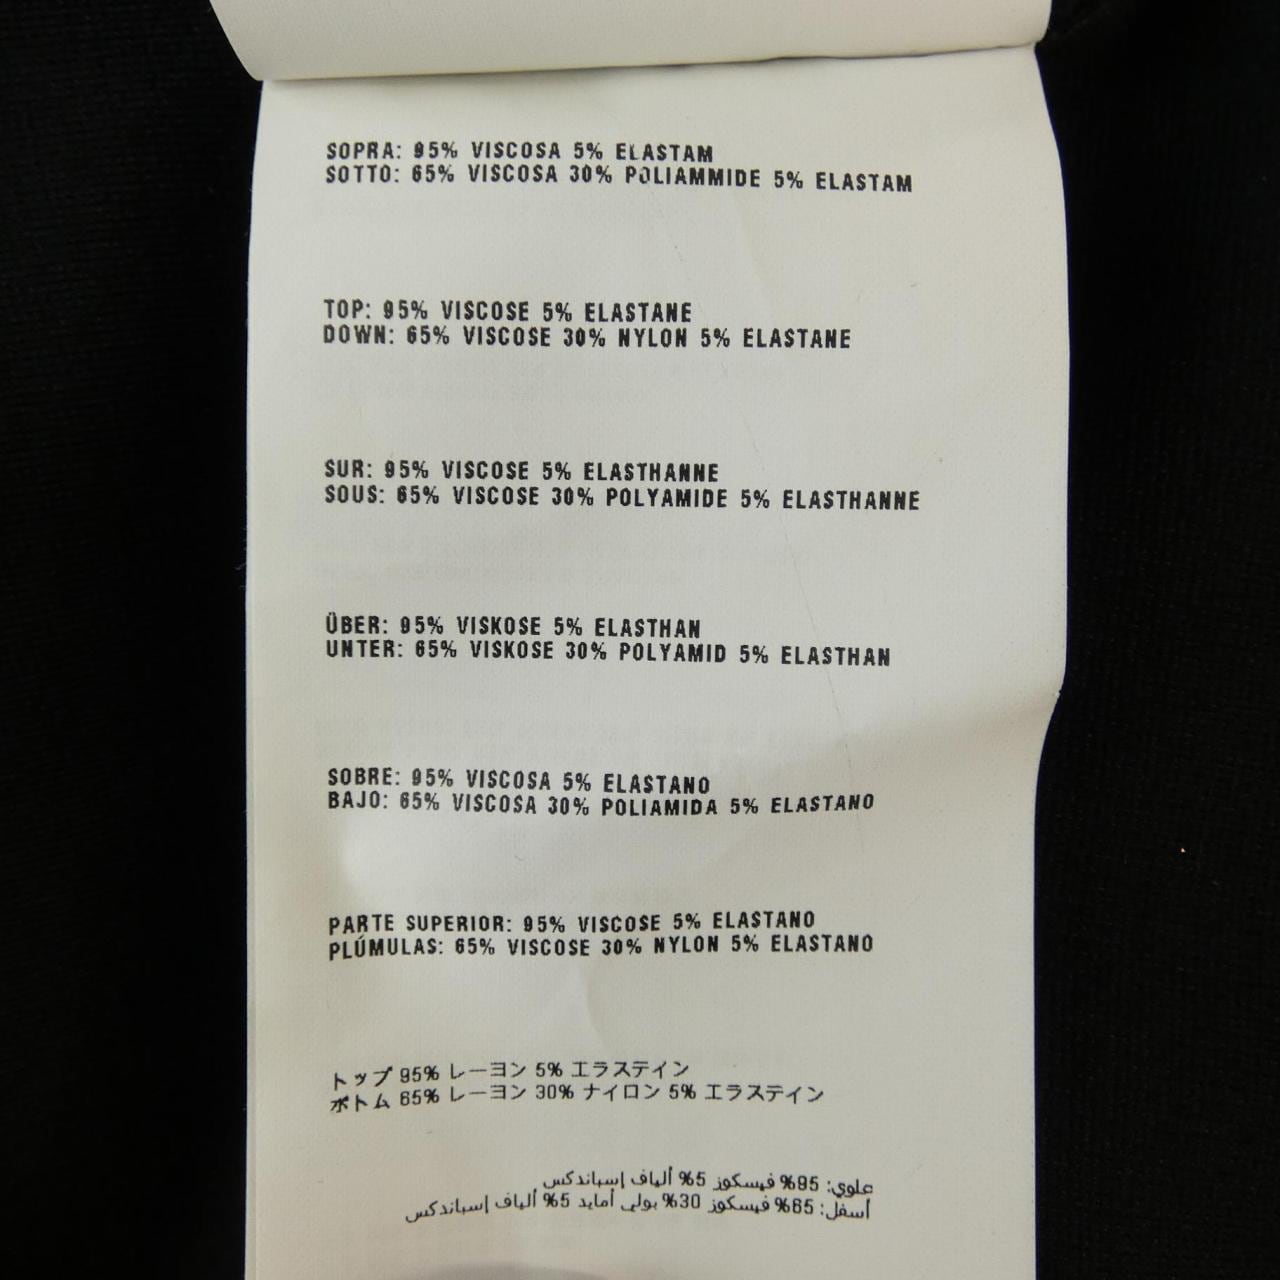 SOPRA: 95% VISCOSA 5% ELASTAM
SOTTO: 65% VISCOSA 30% POLIAMMIDE 5% ELASTAM
TOP: 95% VISCOSE 5% ELASTANE
DOWN: 65% VISCOSE 30% NYLON 5% ELASTANE
SUR: 95% VISCOSE 5% ELASTHANNE
SOUS: 65% VISCOSE 30% POLYAMIDE 5% ELASTHANNE
ÜBER: 95% VISKOSE 5% ELASTHAN
UNTER: 65% VISKOSE 30% POLYAMID 5% ELASTHAN
SOBRE: 95% VISCOSA 5% ELASTANO
BAJO: 65% VISCOSA 30% POLIAMIDA 5% ELASTANO
PARTE SUPERIOR: 95% VISCOSE 5% ELASTANO
PLÚMULAS: 65% VISCOSE 30% NYLON 5% ELASTANO
トップ 95% レーヨン 5% エラステイン
ボトム 65% レーヨン 30% ナイロン 5% エラステイン
علوي: 95% فيسكوز 5% ألياف إسباندكس
أسفل: 65% فيسكوز 30% بولي أمايد 5% ألياف إسباندكس